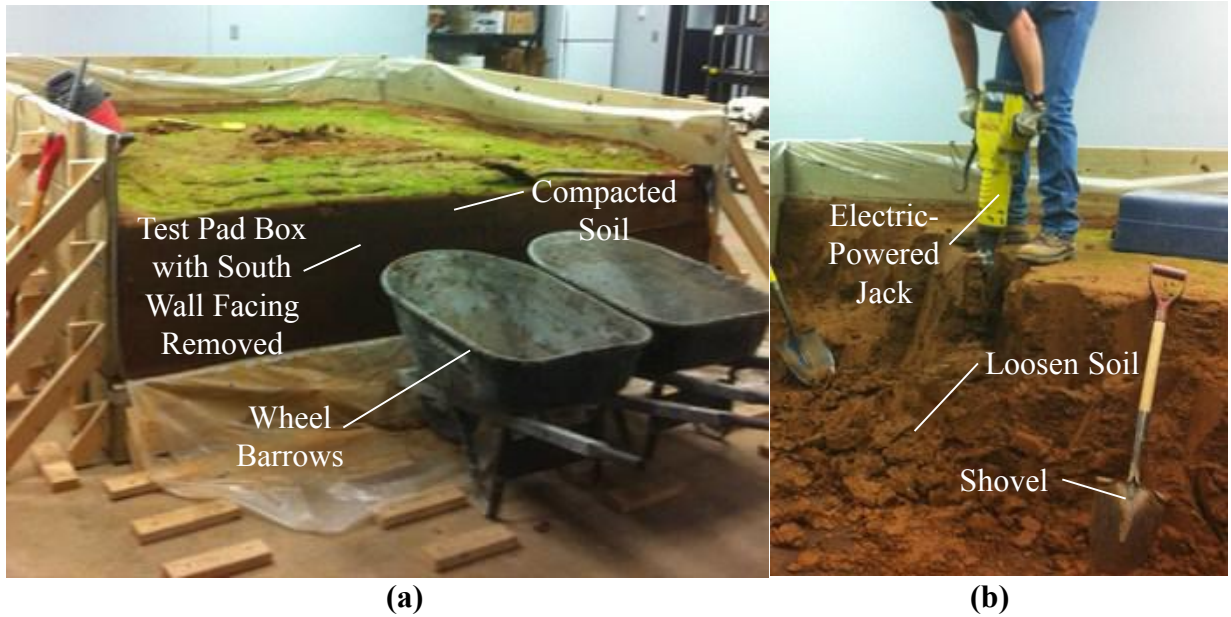 Compacted
Soil
Test Pad Box
with South
Wall Facing
Removed
Wheel
Barrows
(a)
Electric-
Powered
Jack
Loosen Soil
Shovel
(b)